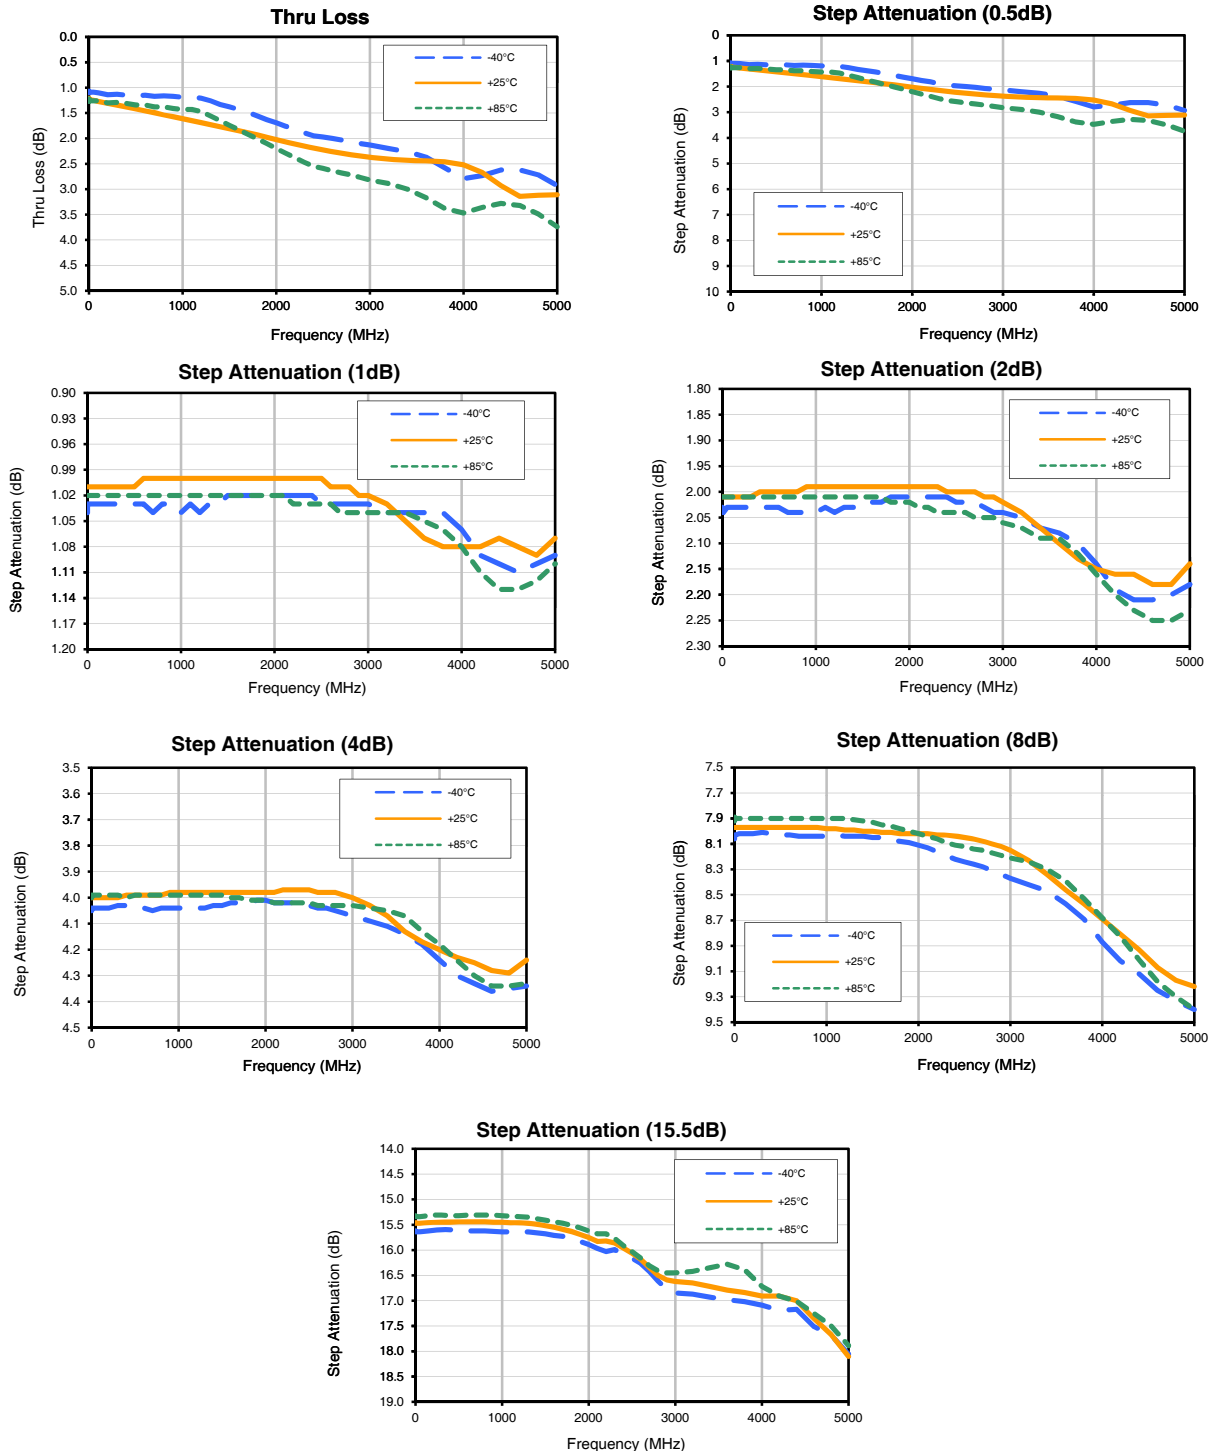 Thru Loss
0.0
0.5
1.0
1.5
2.0
2.5
3.0
3.5
4.0
4.5
5.0
Thru Loss (dB)
-40°C
+25°C
+85°C
0
1000
2000
3000
4000
5000
Frequency (MHz)
Step Attenuation (0.5dB)
0
1
2
3
4
5
6
7
8
9
10
Step Attenuation (dB)
-40°C
+25°C
+85°C
0
1000
2000
3000
4000
5000
Frequency (MHz)
Step Attenuation (1dB)
0.90
0.93
0.96
0.99
1.02
1.05
1.08
1.11
1.14
1.17
1.20
Step Attenuation (dB)
-40°C
+25°C
+85°C
0
1000
2000
3000
4000
5000
Frequency (MHz)
Step Attenuation (2dB)
1.80
1.85
1.90
1.95
2.00
2.05
2.10
2.15
2.20
2.25
2.30
Step Attenuation (dB)
-40°C
+25°C
+85°C
0
1000
2000
3000
4000
5000
Frequency (MHz)
Step Attenuation (4dB)
3.5
3.6
3.7
3.8
3.9
4.0
4.1
4.2
4.3
4.4
4.5
Step Attenuation (dB)
-40°C
+25°C
+85°C
0
1000
2000
3000
4000
5000
Frequency (MHz)
Step Attenuation (8dB)
7.5
7.7
7.9
8.1
8.3
8.5
8.7
8.9
9.1
9.3
9.5
Step Attenuation (dB)
-40°C
+25°C
+85°C
0
1000
2000
3000
4000
5000
Frequency (MHz)
Step Attenuation (15.5dB)
14.0
14.5
15.0
15.5
16.0
16.5
17.0
17.5
18.0
18.5
19.0
Step Attenuation (dB)
-40°C
+25°C
+85°C
0
1000
2000
3000
4000
5000
Frequency (MHz)